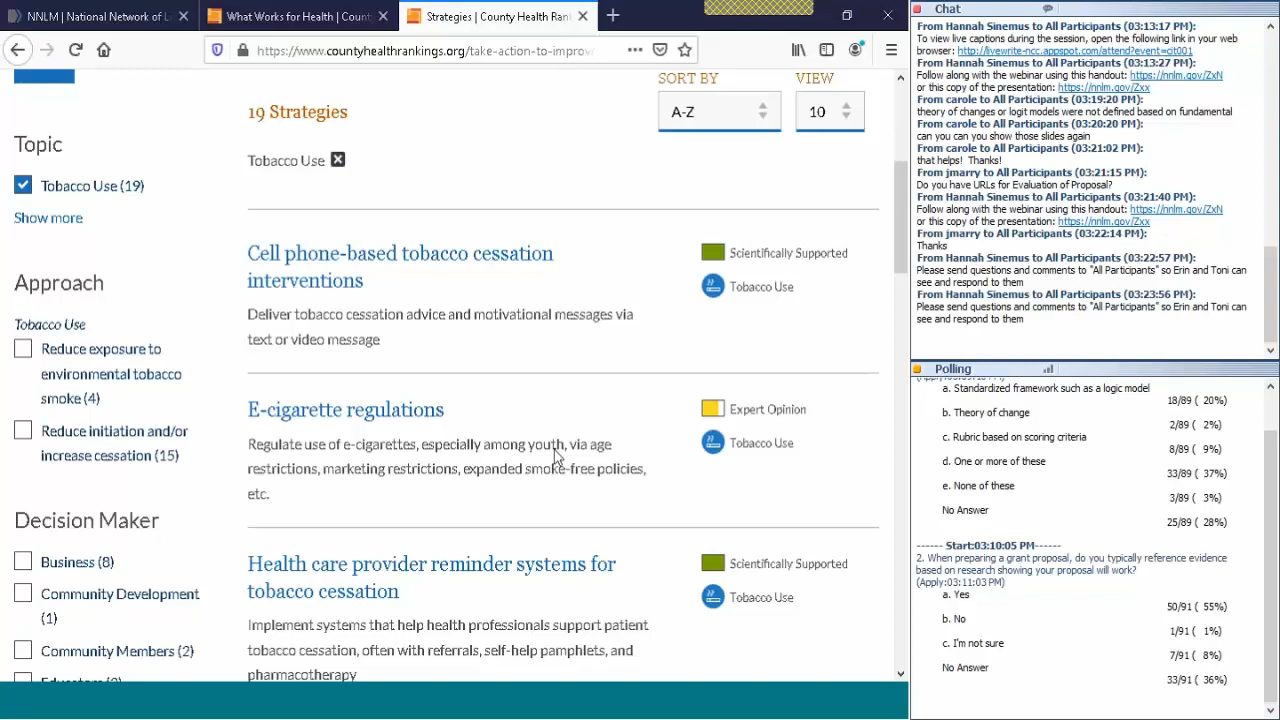 NNLM | National Network of L
What Works for Health | Count
Strategies | County Health Rank
https://www.countyhealthrankings.org/take-action-to-improv
SORT BY
VIEW
19 Strategies
A-Z
10
Tobacco Use
Topic
Tobacco Use (19)
Show more
Approach
Tobacco Use
Reduce exposure to
environmental tobacco
smoke (4)
Reduce initiation and/or
increase cessation (15)
Decision Maker
Business (8)
Community Development
(1)
Community Members (2)
Cell phone-based tobacco cessation
interventions
Scientifically Supported
Tobacco Use
Deliver tobacco cessation advice and motivational messages via
text or video message
E-cigarette regulations
Expert Opinion
Tobacco Use
Regulate use of e-cigarettes, especially among youth, via age
restrictions, marketing restrictions, expanded smoke-free policies,
etc.
Health care provider reminder systems for
tobacco cessation
Scientifically Supported
Tobacco Use
Implement systems that help health professionals support patient
tobacco cessation, often with referrals, self-help pamphlets, and
pharmacotherapy
Chat
From Hannah Sinemus to All Participants (03:13:17 PM):
To view live captions during the session, open the following link in your web
browser: http://livewrite-ncc.appspot.com/attend?event=cit001
From Hannah Sinemus to All Participants (03:13:27 PM):
Follow along with the webinar using this handout: https://nnlm.gov/ZxN
or this copy of the presentation: https://nnlm.gov/Zxx
From carole to All Participants (03:19:20 PM):
theory of changes or logit models were not defined based on fundamental
From carole to All Participants (03:20:20 PM):
can you can you show those slides again
From carole to All Participants (03:21:02 PM):
that helps! Thanks!
From jmarry to All Participants (03:21:15 PM):
Do you have URLs for Evaluation of Proposal?
From Hannah Sinemus to All Participants (03:21:40 PM):
Follow along with the webinar using this handout: https://nnlm.gov/ZxN
or this copy of the presentation: https://nnlm.gov/Zxx
From jmarry to All Participants (03:22:14 PM):
Thanks
From Hannah Sinemus to All Participants (03:22:57 PM):
Please send questions and comments to "All Participants" so Erin and Toni can
see and respond to them
From Hannah Sinemus to All Participants (03:23:56 PM):
Please send questions and comments to "All Participants" so Erin and Toni can
see and respond to them
Polling
a. Standardized framework such as a logic model
18/89 ( 20%)
b. Theory of change
2/89 ( 2%)
c. Rubric based on scoring criteria
8/89 ( 9%)
d. One or more of these
33/89 ( 37%)
e. None of these
3/89 ( 3%)
No Answer
25/89 ( 28%)
------ Start:03:10:05 PM------
2. When preparing a grant proposal, do you typically reference evidence
based on research showing your proposal will work?
(Apply:03:11:03 PM)
a. Yes
50/91 ( 55%)
b. No
1/91 ( 1%)
c. I'm not sure
7/91 ( 8%)
No Answer
33/91 ( 36%)